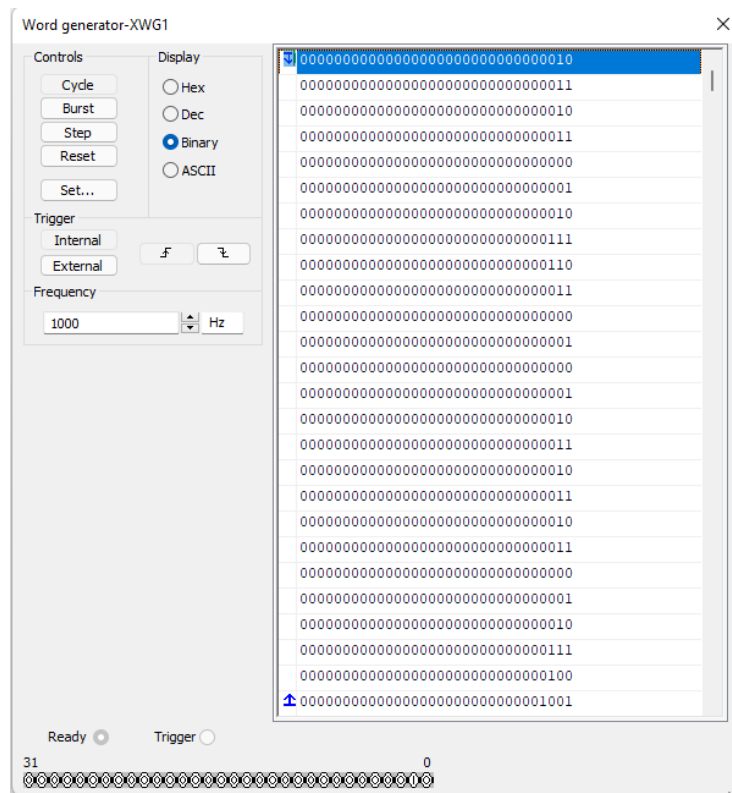 Word generator-XWG1
Controls
Cycle
Burst
Step
Reset
Set...
Display
Hex
Dec
Binary
ASCII
Trigger
Internal
External
Frequency
1000 Hz
00000000000000000000000000000010
00000000000000000000000000000011
00000000000000000000000000000010
00000000000000000000000000000011
00000000000000000000000000000000
00000000000000000000000000000001
00000000000000000000000000000010
00000000000000000000000000000111
00000000000000000000000000000110
00000000000000000000000000000011
00000000000000000000000000000000
00000000000000000000000000000001
00000000000000000000000000000000
00000000000000000000000000000001
00000000000000000000000000000010
00000000000000000000000000000011
00000000000000000000000000000010
00000000000000000000000000000011
00000000000000000000000000000010
00000000000000000000000000000011
00000000000000000000000000000000
00000000000000000000000000000001
00000000000000000000000000000010
00000000000000000000000000000111
00000000000000000000000000000100
00000000000000000000000000001001
Ready Trigger
31 0
00000000000000000000000000000010